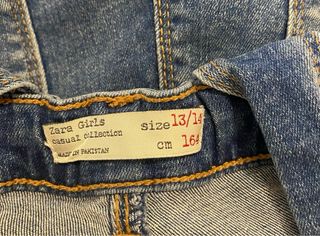 Zara Girls
casual collection
MADE IN PAKISTAN
size 13/14
cm 164